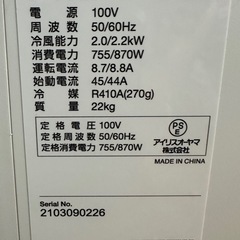 電 源 100V
周 波 数 50/60Hz
冷風能力 2.0/2.2kW
消費電力 755/870W
運転電流 8.7/8.8A
始動電流 45/44A
冷 媒 R410A(270g)
質 量 22kg
定 格 電 圧 100V
定格周波数 50/60Hz
定格消費電力 755/870W
PS
E
アイリスオーヤマ
株式会社
MADE IN CHINA
Serial No.
2103090226